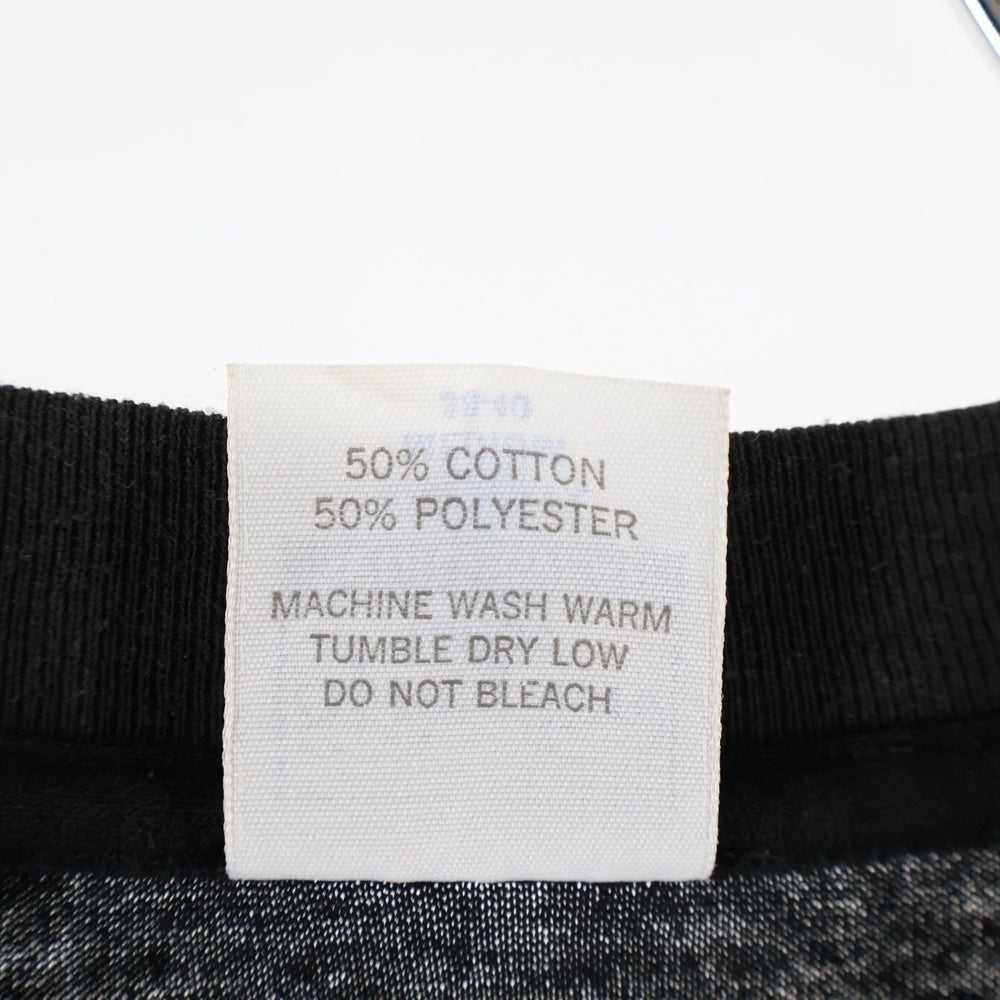 50% COTTON
50% POLYESTER
MACHINE WASH WARM
TUMBLE DRY LOW
DO NOT BLEACH